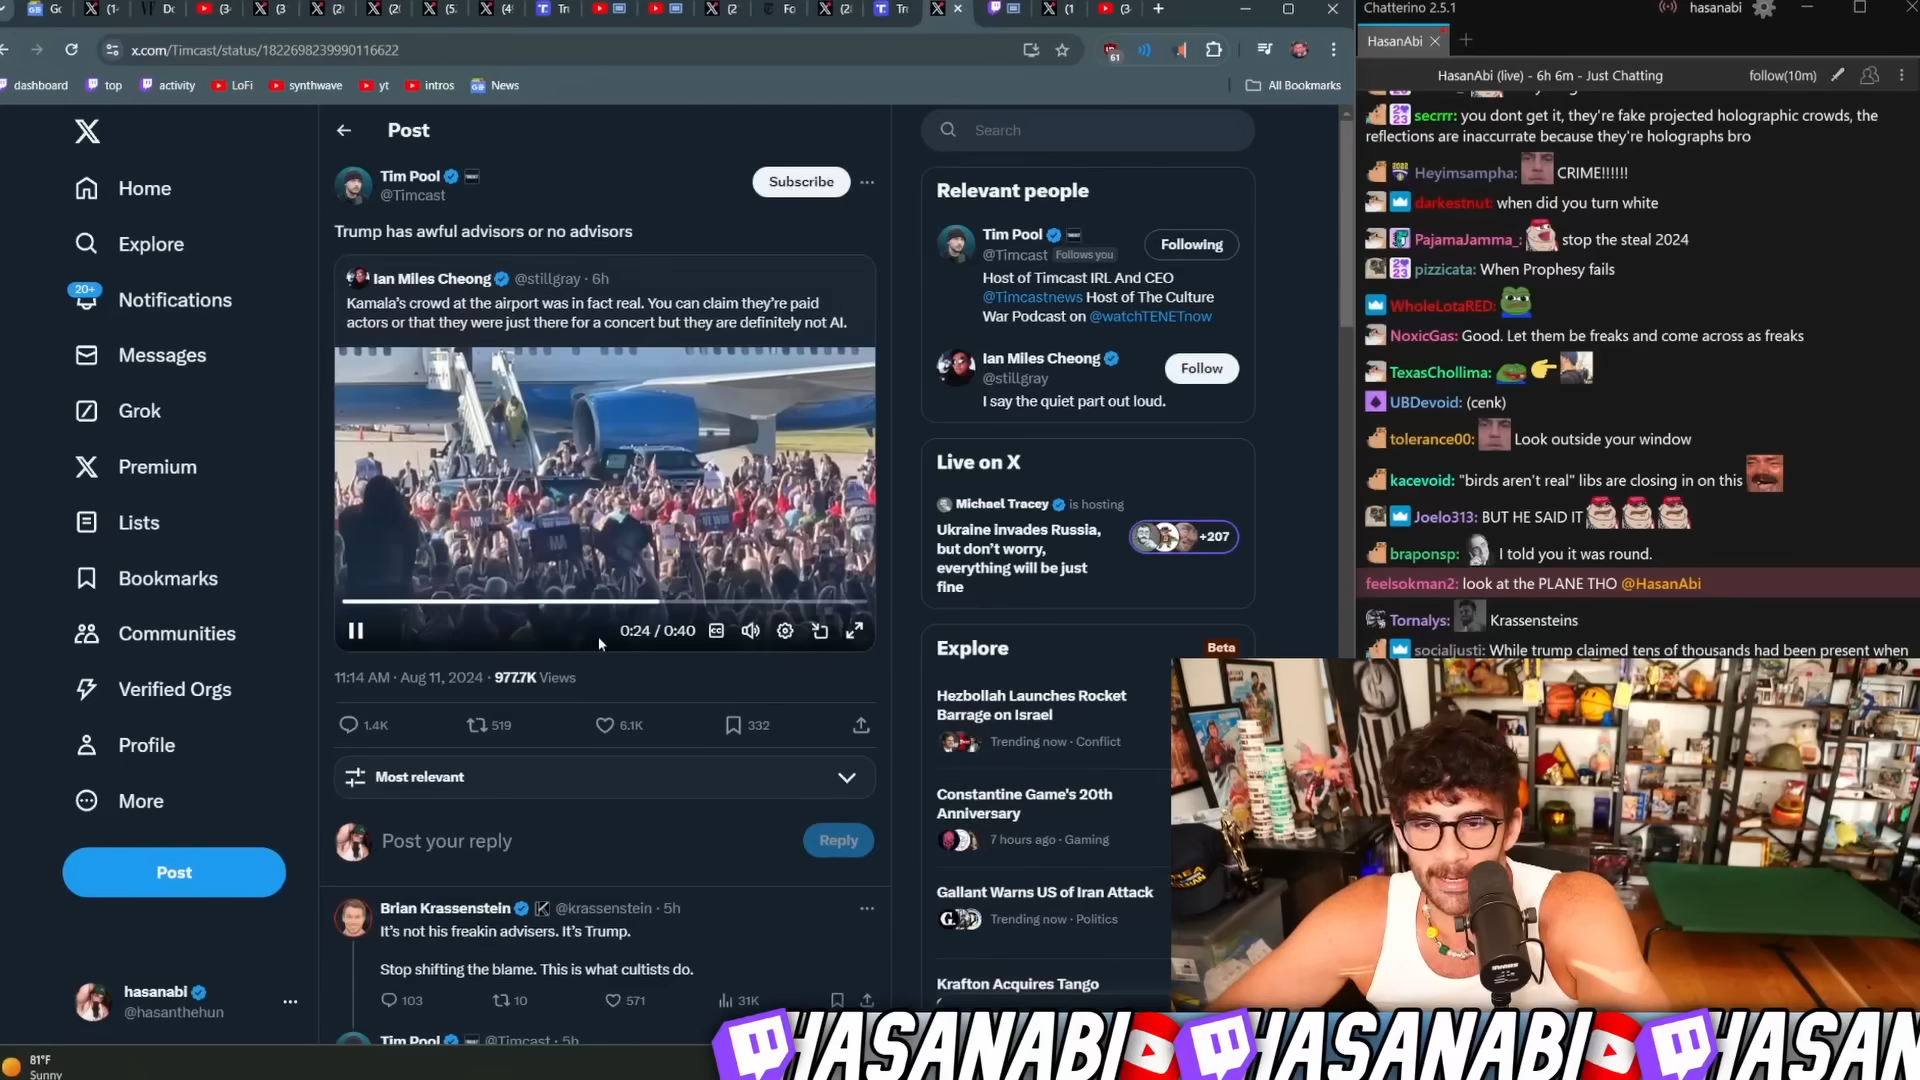 Chatterino 2.5.1
hasanabi
x.com/Timcast/status/1822698239990116622
61
HasanAbi
dashboard
top
activity
LoFi
synthwave
yt
intros
News
All Bookmarks
HasanAbi (live) - 6h 6m - Just Chatting
follow(10m)
Home
Explore
20+
Notifications
Messages
Grok
Premium
Lists
Bookmarks
Communities
Verified Orgs
Profile
More
Post
hasanabi
@hasanthehun
81°F
Sunny
Post
Tim Pool
@Timcast
Subscribe
Trump has awful advisors or no advisors
Ian Miles Cheong @stillgray · 6h
Kamala's crowd at the airport was in fact real. You can claim they're paid
actors or that they were just there for a concert but they are definitely not AI.
0:24 / 0:40
11:14 AM · Aug 11, 2024 · 977.7K Views
1.4K
519
6.1K
332
Most relevant
Post your reply
Reply
Brian Krassenstein @krassenstein · 5h
It's not his freakin advisers. It's Trump.
Stop shifting the blame. This is what cultists do.
103
10
571
31K
Tim Pool @Timcast · 5h
Search
Relevant people
Tim Pool
@Timcast Follows you
Following
Host of Timcast IRL And CEO
@Timcastnews Host of The Culture
War Podcast on @watchTENETnow
Ian Miles Cheong
@stillgray
Follow
I say the quiet part out loud.
Live on X
Michael Tracey is hosting
Ukraine invades Russia,
but don't worry,
everything will be just
fine
+207
Explore
Beta
Hezbollah Launches Rocket
Barrage on Israel
Trending now · Conflict
Constantine Game's 20th
Anniversary
7 hours ago · Gaming
Gallant Warns US of Iran Attack
Trending now · Politics
Krafton Acquires Tango
secrrr: you dont get it, they're fake projected holographic crowds, the
reflections are inaccurrate because they're holographs bro
Heyimsampha: CRIME!!!!!!
darkestnut: when did you turn white
PajamaJamma_: stop the steal 2024
pizzicata: When Prophesy fails
WholeLotaRED:
NoxicGas: Good. Let them be freaks and come across as freaks
TexasChollima:
UBDevoid: (cenk)
tolerance00: Look outside your window
kacevoid: "birds aren't real" libs are closing in on this
Joelo313: BUT HE SAID IT
braponsp: I told you it was round.
feelsokman2: look at the PLANE THO @HasanAbi
Tornalys: Krassensteins
socialjusti: While trump claimed tens of thousands had been present when
HASANABI HASANABI HASAN